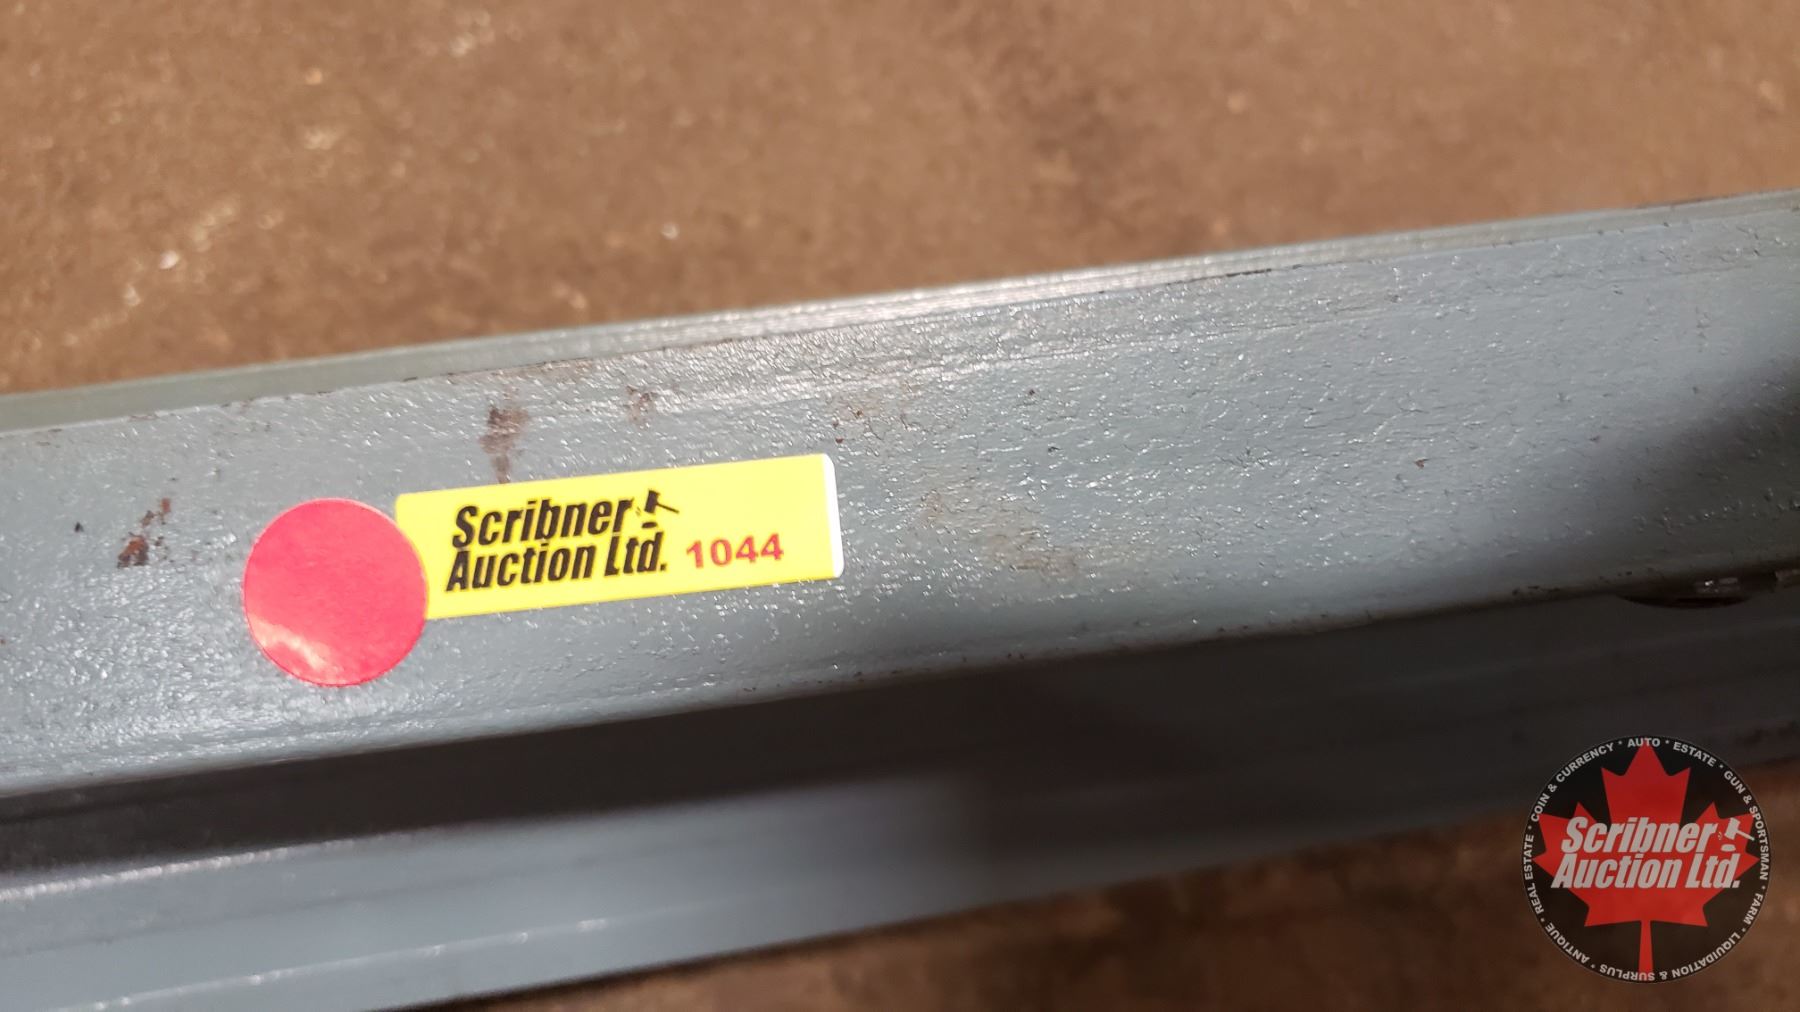 Scribner
Auction Ltd. 1044
COIN & CURRENCY * AUTO * ESTATE * GUN & SPORTSMAN * FARM * LIQUIDATION & SURPLUS * ANTIQUE * REAL ESTATE *
Scribner
Auction Ltd.